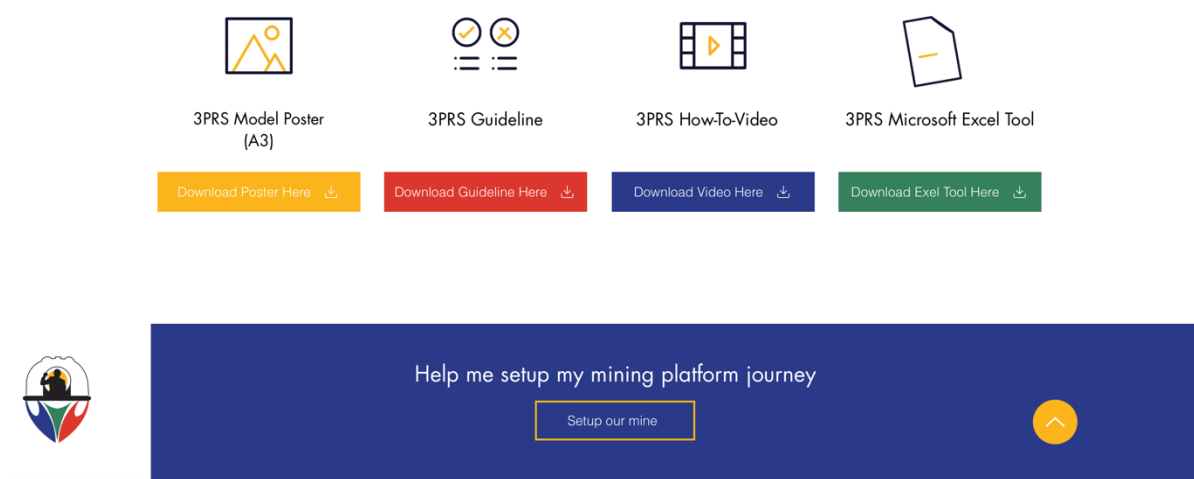 3PRS Model Poster
(A3)
3PRS Guideline
3PRS How-To-Video
3PRS Microsoft Excel Tool
Download Poster Here
Download Guideline Here
Download Video Here
Download Exel Tool Here
Help me setup my mining platform journey
Setup our mine